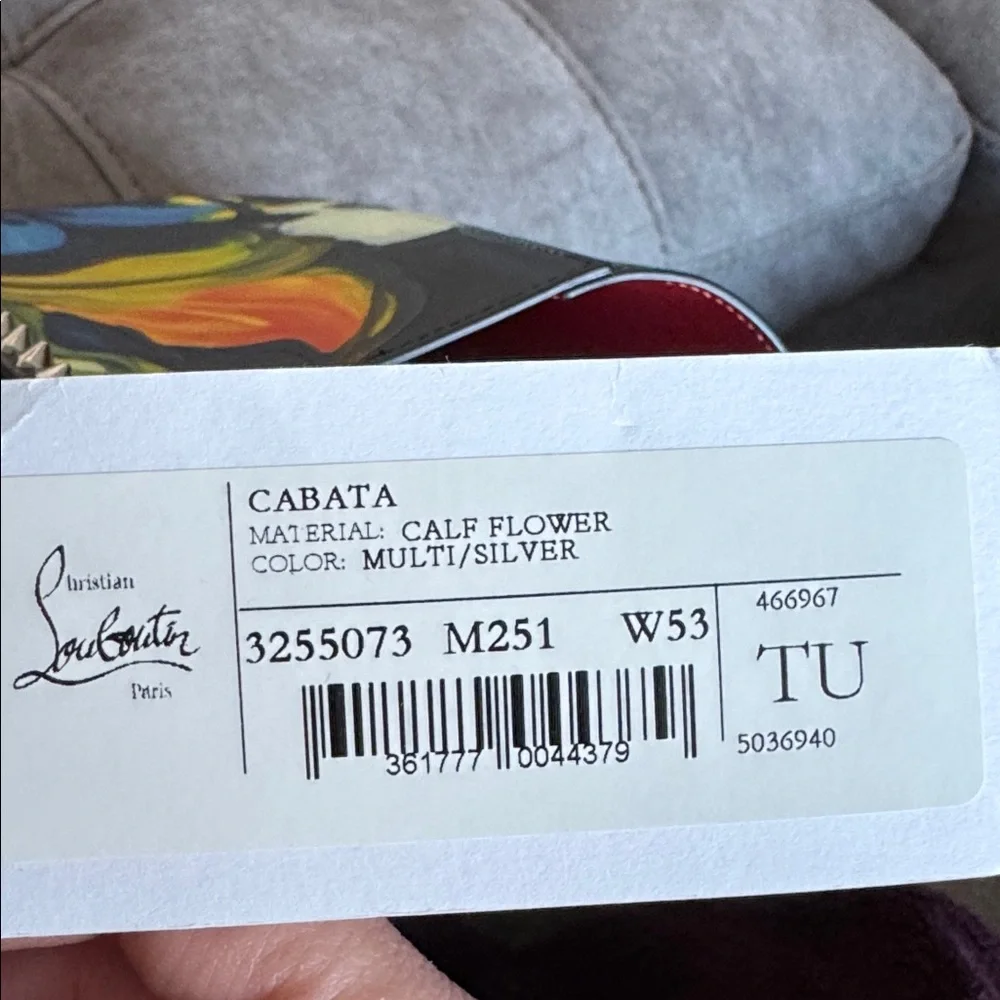 Christian
Louboutin
Paris
CABATA
MATERIAL: CALF FLOWER
COLOR: MULTI/SILVER
3255073 M251 W53
361777 0044379
466967
TU
5036940